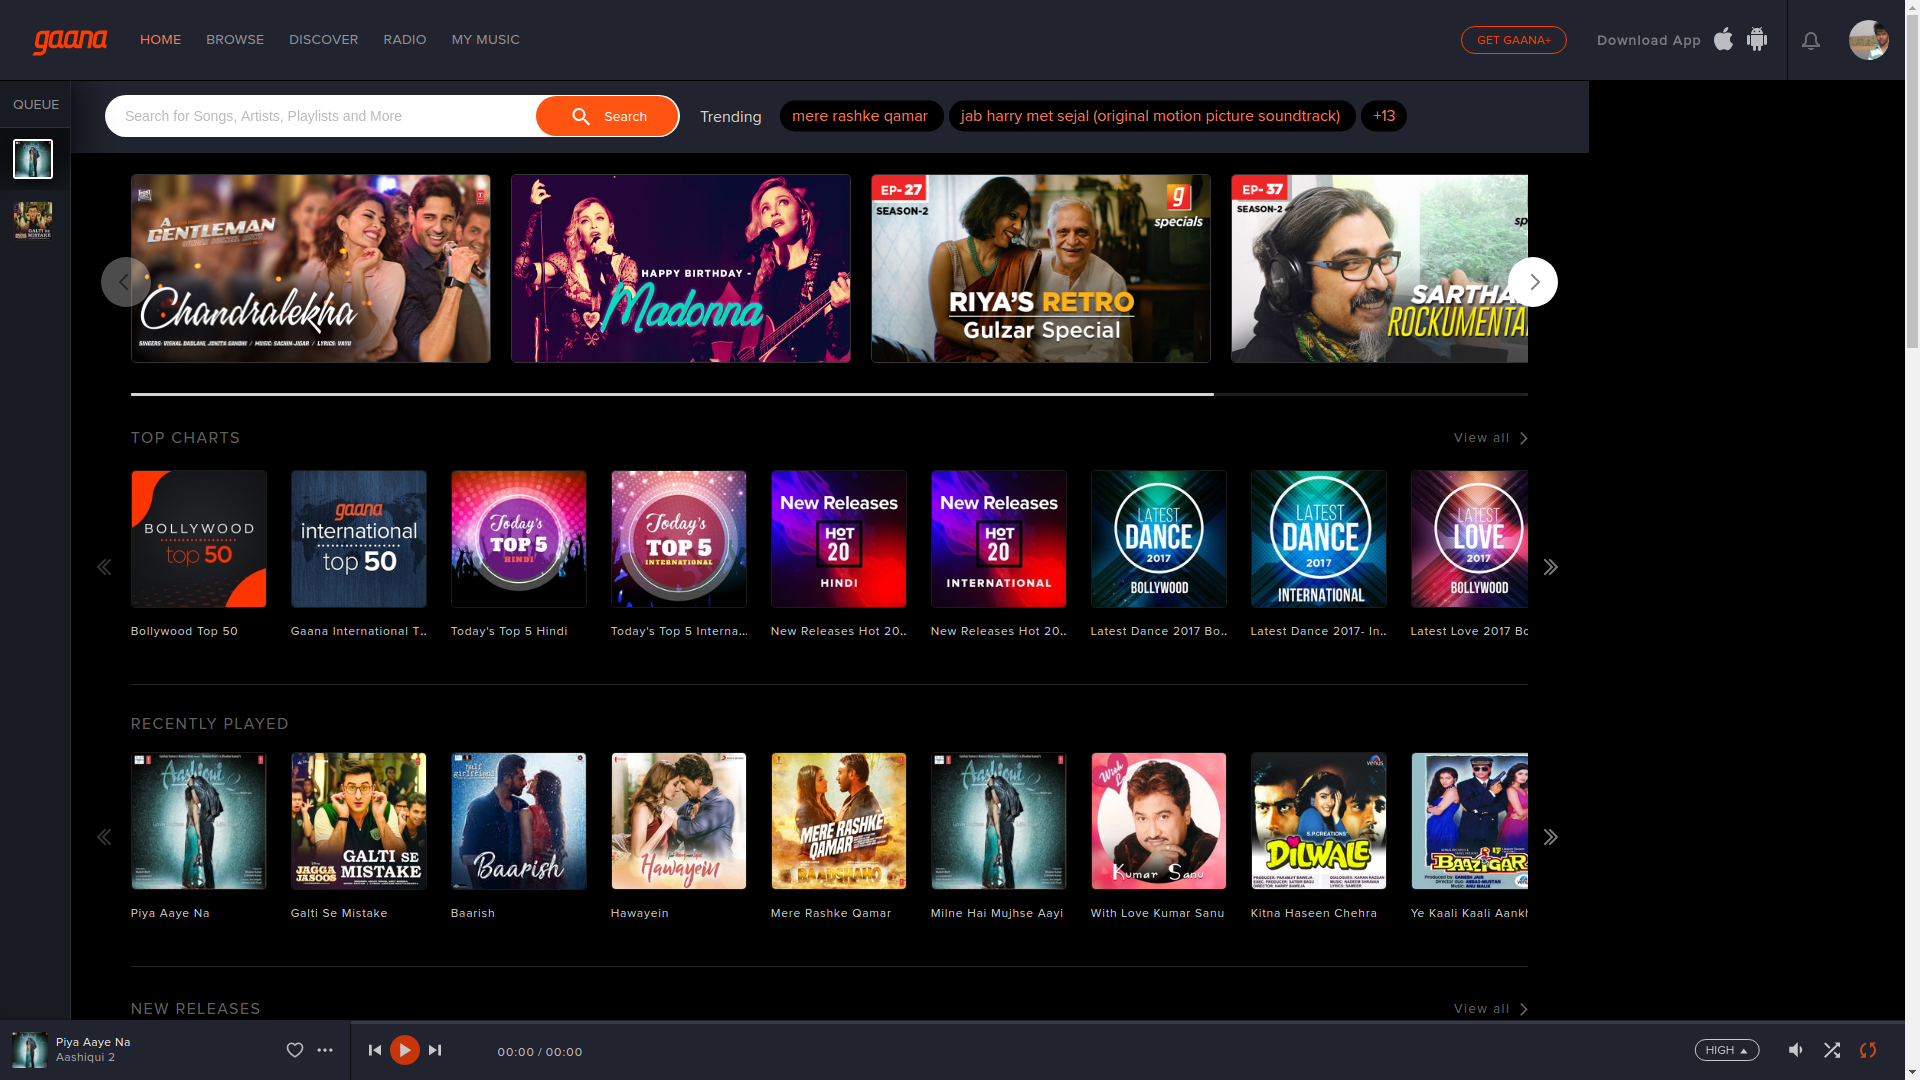 gaana
HOME
BROWSE
DISCOVER
RADIO
MY MUSIC
GET GAANA+
Download App
QUEUE
Search for Songs, Artists, Playlists and More
Search
Trending
mere rashke qamar
jab harry met sejal (original motion picture soundtrack)
+13
A GENTLEMAN
Chandralekha
SINGERS: VISHAL DADLANI, JONITA GANDHI / MUSIC: SACHIN-JIGAR / LYRICS: VAYU
HAPPY BIRTHDAY -
Madonna
EP- 27
SEASON-2
specials
RIYA'S RETRO
Gulzar Special
EP- 37
SEASON-2
sp
SARTHA
ROCKUMENTA
TOP CHARTS
View all
BOLLYWOOD
top 50
gaana
international
top 50
Today's
TOP 5
HINDI
Today's
TOP 5
INTERNATIONAL
New Releases
HOT
20
HINDI
New Releases
HOT
20
INTERNATIONAL
LATEST
DANCE
2017
BOLLYWOOD
LATEST
DANCE
2017
INTERNATIONAL
LATEST
LOVE
2017
BOLLYWOOD
Bollywood Top 50
Gaana International T..
Today's Top 5 Hindi
Today's Top 5 Interna...
New Releases Hot 20..
New Releases Hot 20..
Latest Dance 2017 Bo..
Latest Dance 2017- In..
Latest Love 2017 Bo
RECENTLY PLAYED
Aashiqui 2
JAGGA JASOOS
GALTI SE
MISTAKE
half girlfriend
Baarish
Hawayein
MERE RASHKE
QAMAR
BAADSHAHO
Aashiqui 2
With L
Kumar Sanu
venus
S.P.CREATIONS
DILWALE
BAAZIGAR
Piya Aaye Na
Galti Se Mistake
Baarish
Hawayein
Mere Rashke Qamar
Milne Hai Mujhse Aayi
With Love Kumar Sanu
Kitna Haseen Chehra
Ye Kaali Kaali Aankh
NEW RELEASES
View all
Piya Aaye Na
Aashiqui 2
00:00 / 00:00
HIGH